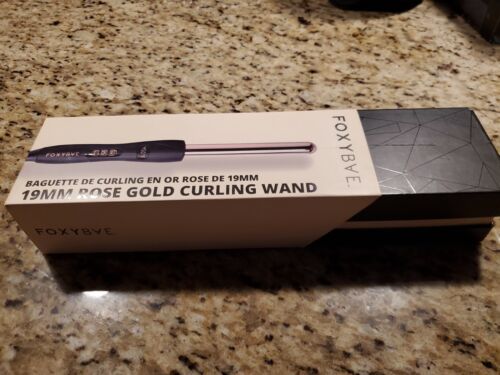 FOXYBAE
BAGUETTE DE CURLING EN OR ROSE DE 19MM
19MM ROSE GOLD CURLING WAND
FOXYBAE.
FOXYBAE.